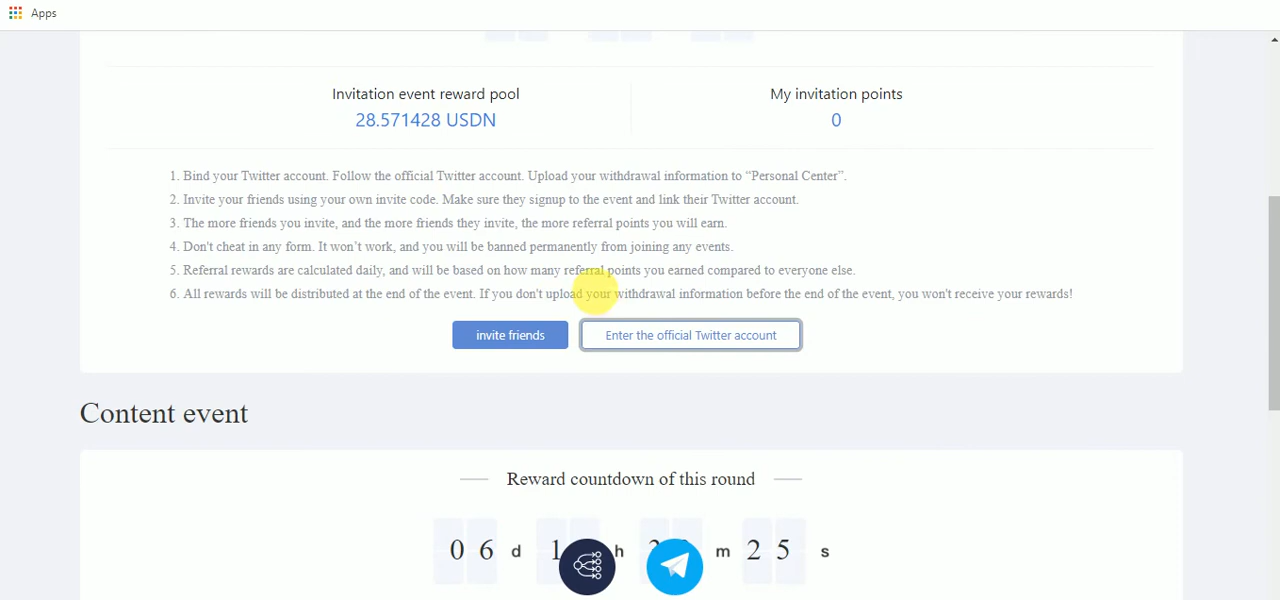 Apps
Invitation event reward pool
My invitation points
28.571428 USDN
0
1. Bind your Twitter account. Follow the official Twitter account. Upload your withdrawal information to “Personal Center”.
2. Invite your friends using your own invite code. Make sure they signup to the event and link their Twitter account.
3. The more friends you invite, and the more friends they invite, the more referral points you will earn.
4. Don't cheat in any form. It won’t work, and you will be banned permanently from joining any events.
5. Referral rewards are calculated daily, and will be based on how many referral points you earned compared to everyone else.
6. All rewards will be distributed at the end of the event. If you don't upload your withdrawal information before the end of the event, you won't receive your rewards!
invite friends
Enter the official Twitter account
Content event
Reward countdown of this round
06 d h m 25 s